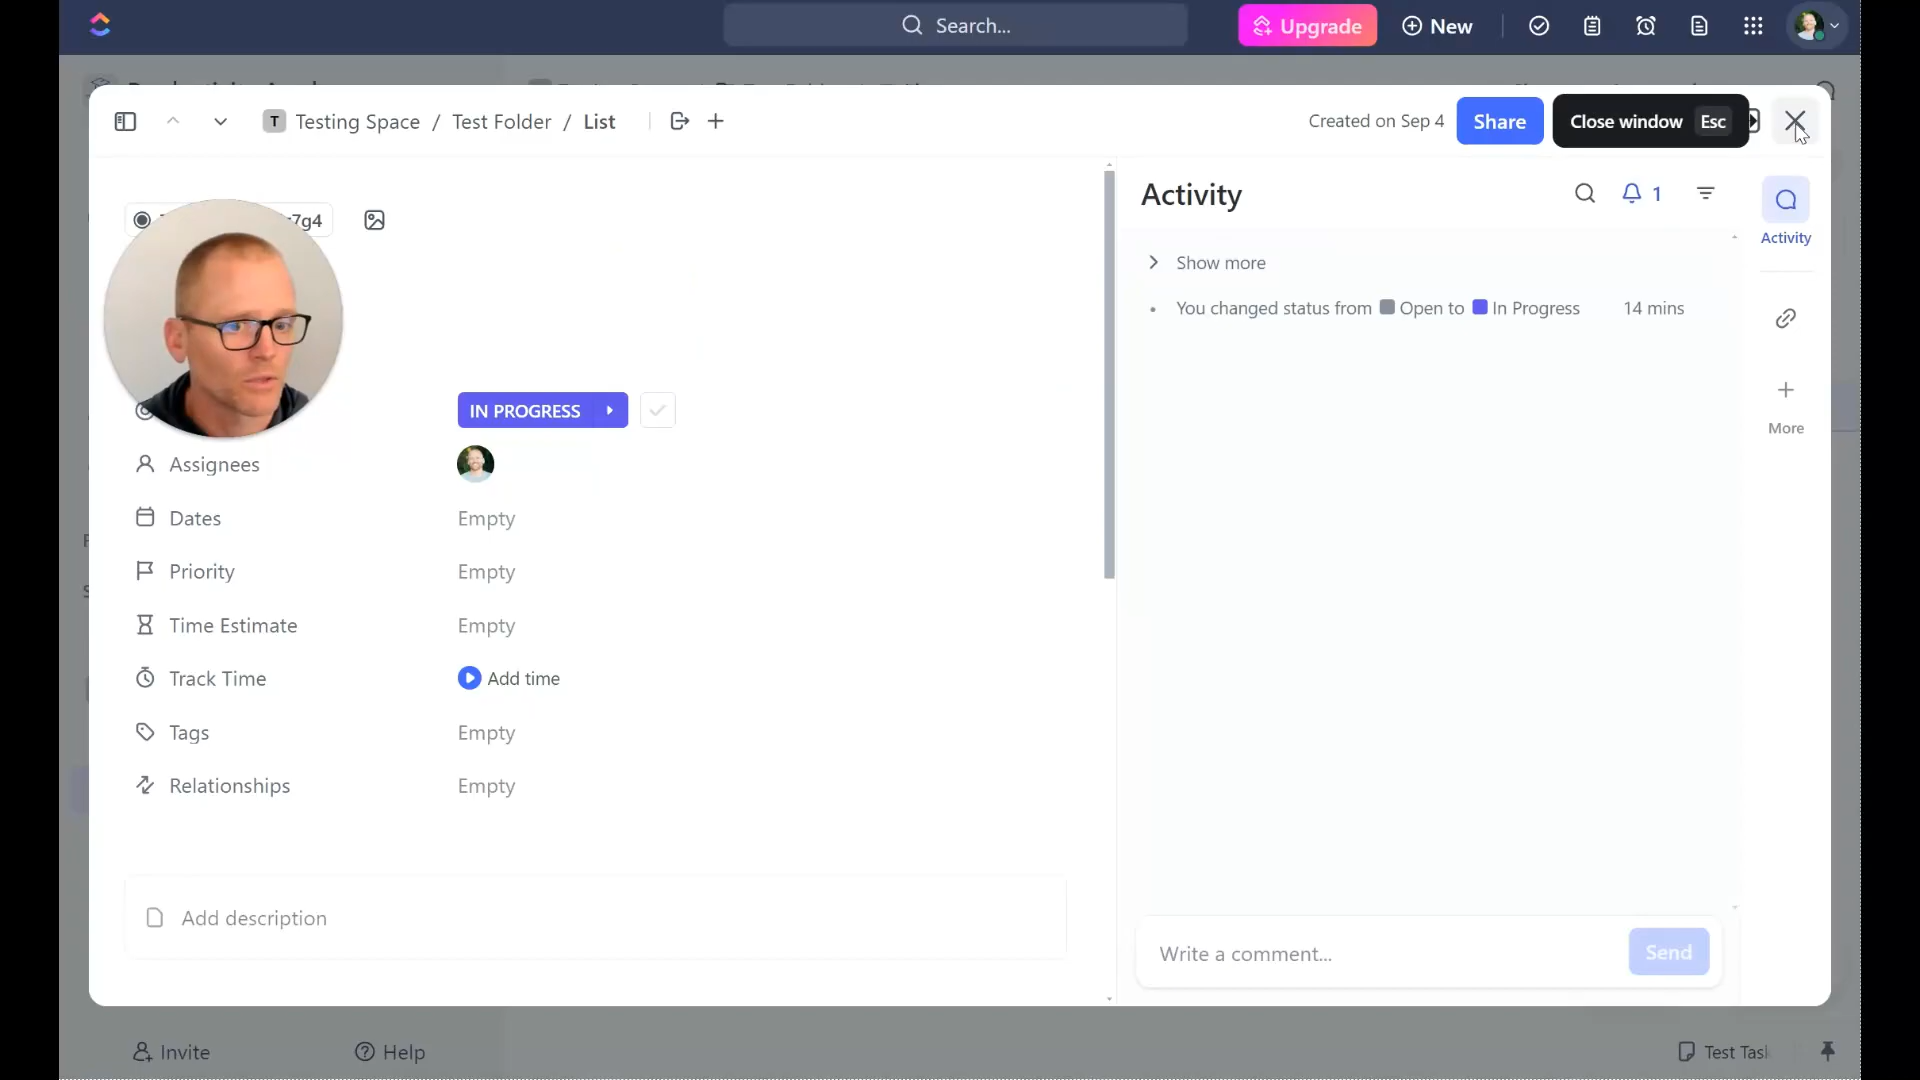 Search...
Upgrade
New
T Testing Space / Test Folder / List
Created on Sep 4
Share
Close window Esc
7g4
Activity
1
Activity
Show more
You changed status from Open to In Progress 14 mins
IN PROGRESS
Assignees
Dates Empty
Priority Empty
Time Estimate Empty
Track Time Add time
Tags Empty
Relationships Empty
More
Add description
Write a comment...
Send
Invite
Help
Test Task